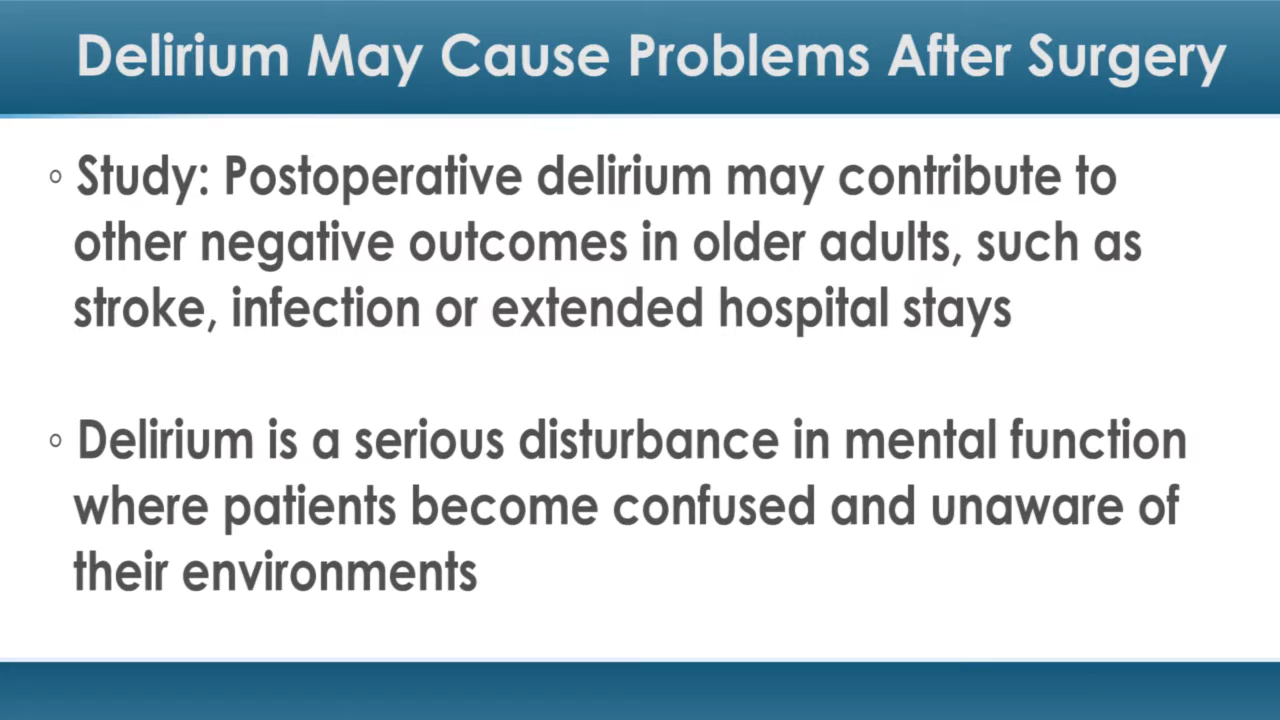 Delirium May Cause Problems After Surgery
◦ Study: Postoperative delirium may contribute to
other negative outcomes in older adults, such as
stroke, infection or extended hospital stays
◦ Delirium is a serious disturbance in mental function
where patients become confused and unaware of
their environments